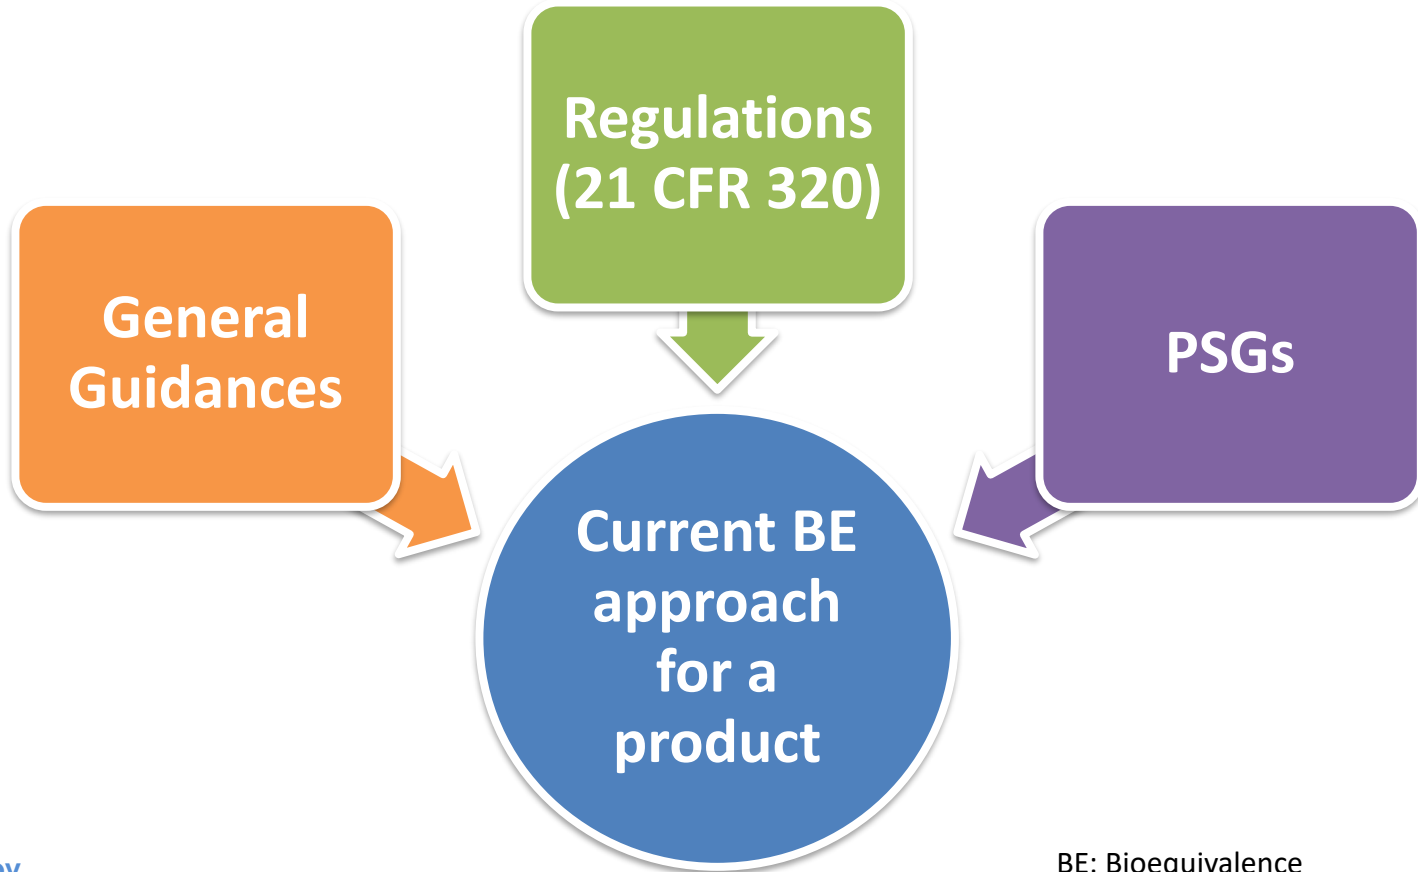 Regulations
(21 CFR 320)
General
Guidances
PSGs
Current BE
approach
for a
product
BE: Bioequivalence